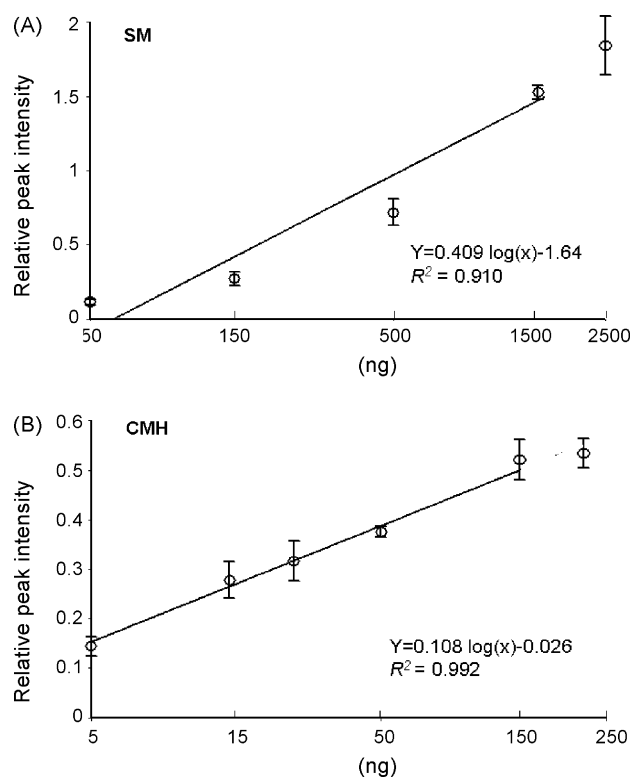 (A)
SM
Relative peak intensity
2
1.5
1
0.5
0
Y=0.409 log(x)-1.64
R² = 0.910
50 150 500 1500 2500
(ng)
(B)
CMH
Relative peak intensity
0.6
0.5
0.4
0.3
0.2
0.1
0
Y=0.108 log(x)-0.026
R² = 0.992
5 15 50 150 250
(ng)